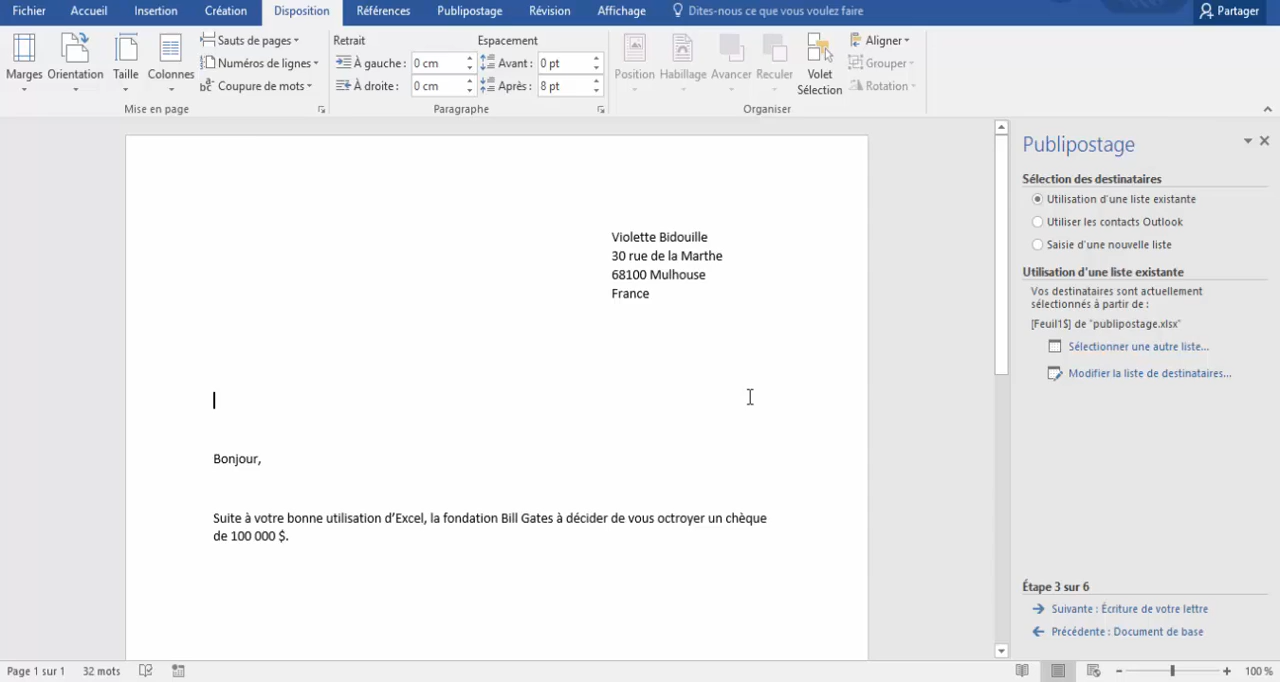 Fichier Accueil Insertion Création Disposition Références Publipostage Révision Affichage Dites-nous ce que vous voulez faire Partager
Marges Orientation Taille Colonnes
Sauts de pages
Numéros de lignes
Coupure de mots
Mise en page
Retrait Espacement
À gauche : 0 cm Avant : 0 pt
À droite : 0 cm Après : 8 pt
Paragraphe
Position Habillage Avancer Reculer Volet
Sélection
Aligner
Grouper
Rotation
Organiser
Violette Bidouille
30 rue de la Marthe
68100 Mulhouse
France
Bonjour,
Suite à votre bonne utilisation d'Excel, la fondation Bill Gates à décider de vous octroyer un chèque
de 100 000 $.
Publipostage
Sélection des destinataires
Utilisation d'une liste existante
Utiliser les contacts Outlook
Saisie d'une nouvelle liste
Utilisation d'une liste existante
Vos destinataires sont actuellement
sélectionnés à partir de :
[Feuil1$] de "publipostage.xlsx"
Sélectionner une autre liste...
Modifier la liste de destinataires...
Étape 3 sur 6
Suivante : Écriture de votre lettre
Précédente : Document de base
Page 1 sur 1 32 mots 100 %